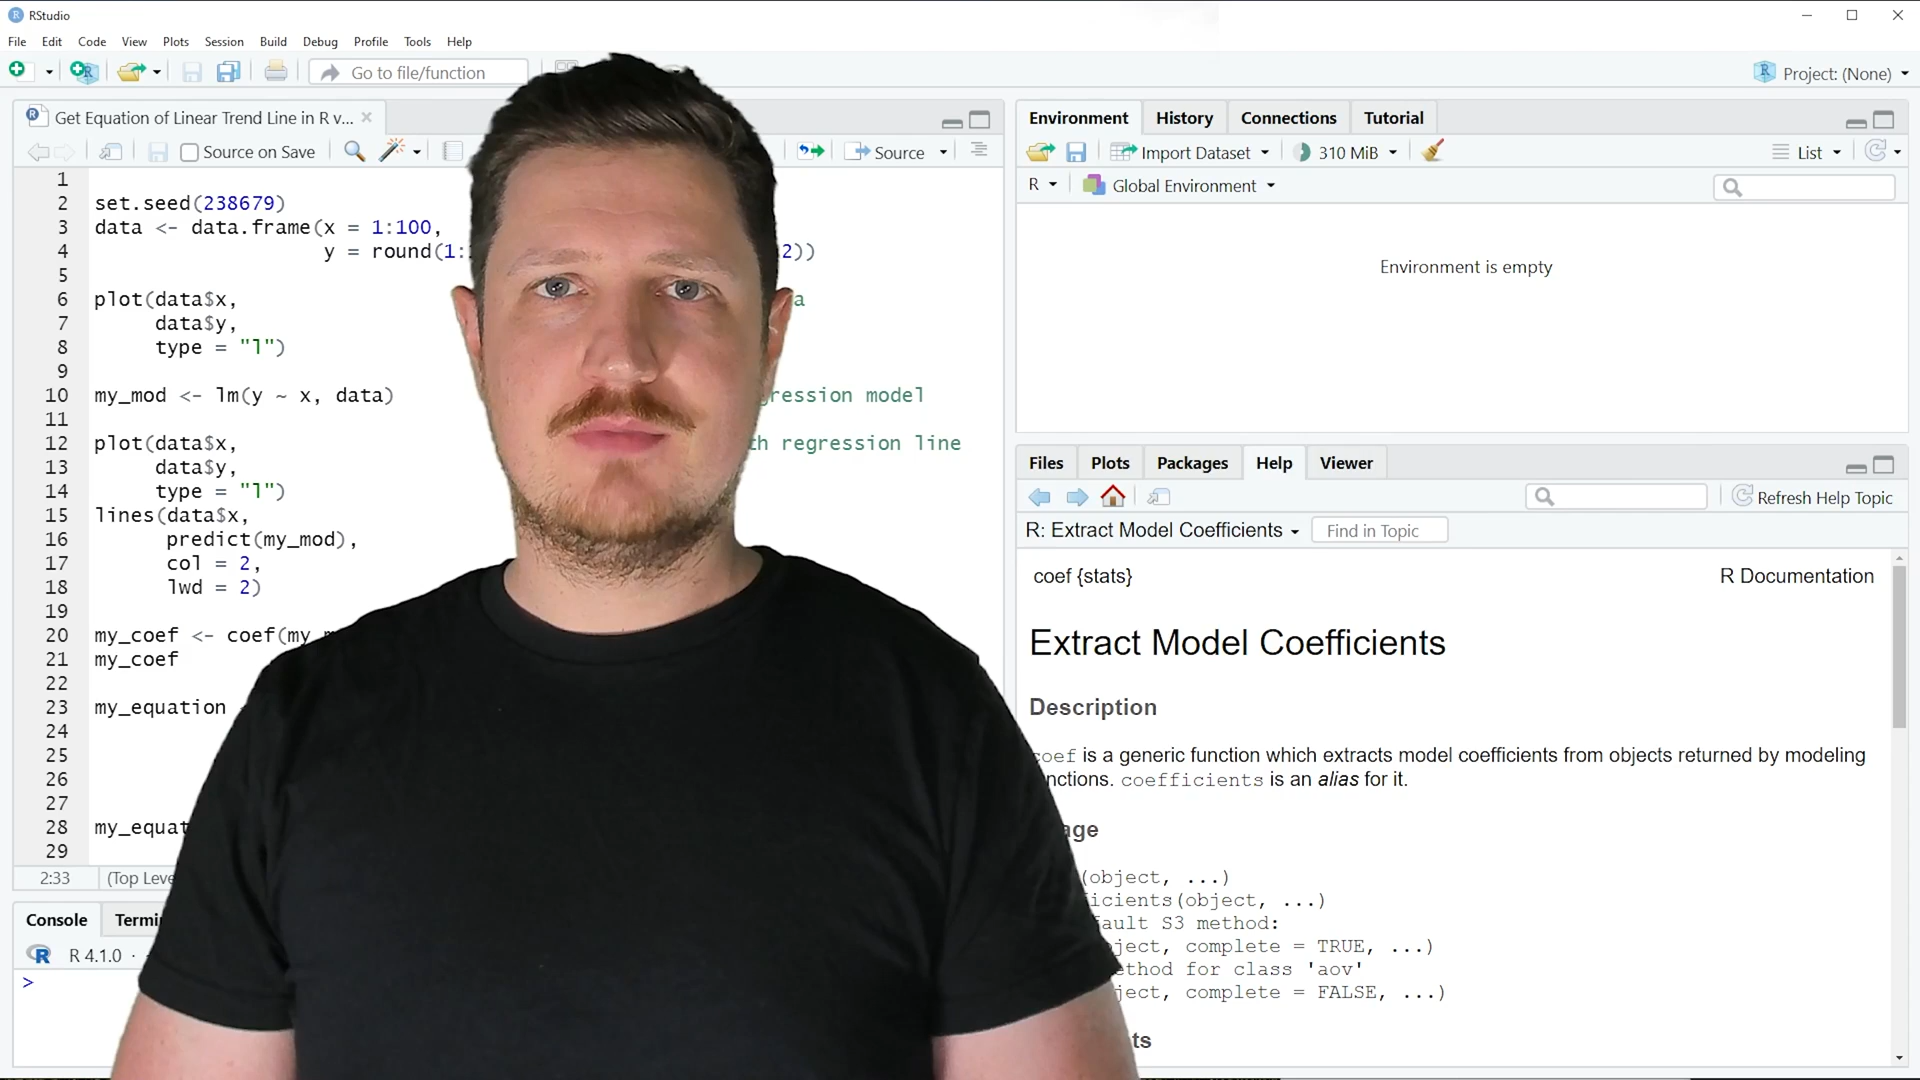 RStudio
File Edit Code View Plots Session Build Debug Profile Tools Help
Go to file/function
Project: (None)
Get Equation of Linear Trend Line in R v...
Source on Save
Source
1
2 set.seed(238679)
3 data <- data.frame(x = 1:100,
4 y = round(1: 2))
5
6 plot(data$x,
7 data$y,
8 type = "l")
9
10 my_mod <- lm(y ~ x, data) model
11
12 plot(data$x, regression line
13 data$y,
14 type = "l")
15 lines(data$x,
16 predict(my_mod),
17 col = 2,
18 lwd = 2)
19
20 my_coef <- coef(my
21 my_coef
22
23 my_equation
24
25
26
27
28
29
2:33
Console
R 4.1.0 ·
>
Environment History Connections Tutorial
Import Dataset 310 MiB List
R Global Environment
Environment is empty
Files Plots Packages Help Viewer
Refresh Help Topic
R: Extract Model Coefficients Find in Topic
coef {stats} R Documentation
Extract Model Coefficients
Description
coef is a generic function which extracts model coefficients from objects returned by modeling
. coefficients is an alias for it.
(object, ...)
(object, ...)
S3 method:
, complete = TRUE, ...)
for class 'aov'
, complete = FALSE, ...)